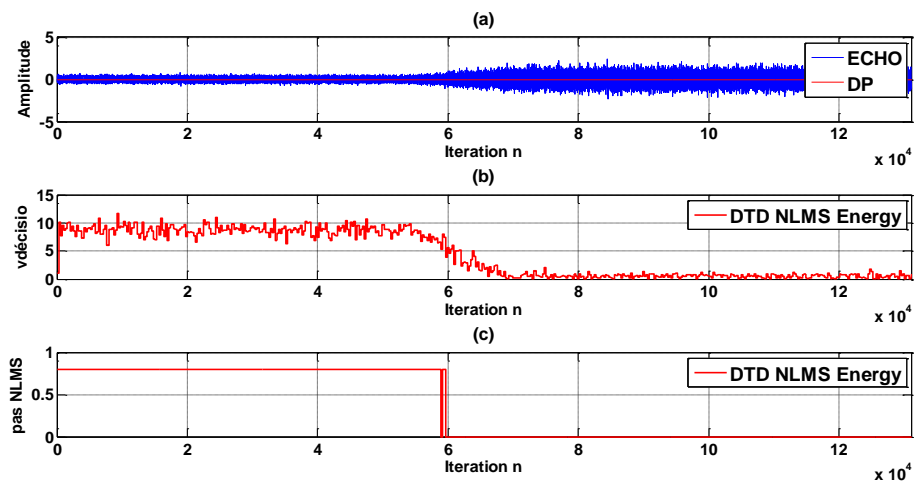 (a)
Amplitude
5
0
-5
ECHO
DP
0 2 4 6 8 10 12
Iteration n
x 10^4
(b)
vdécisio
15
10
5
0
DTD NLMS Energy
0 2 4 6 8 10 12
Iteration n
x 10^4
(c)
pas NLMS
1
0.5
0
DTD NLMS Energy
0 2 4 6 8 10 12
Iteration n
x 10^4